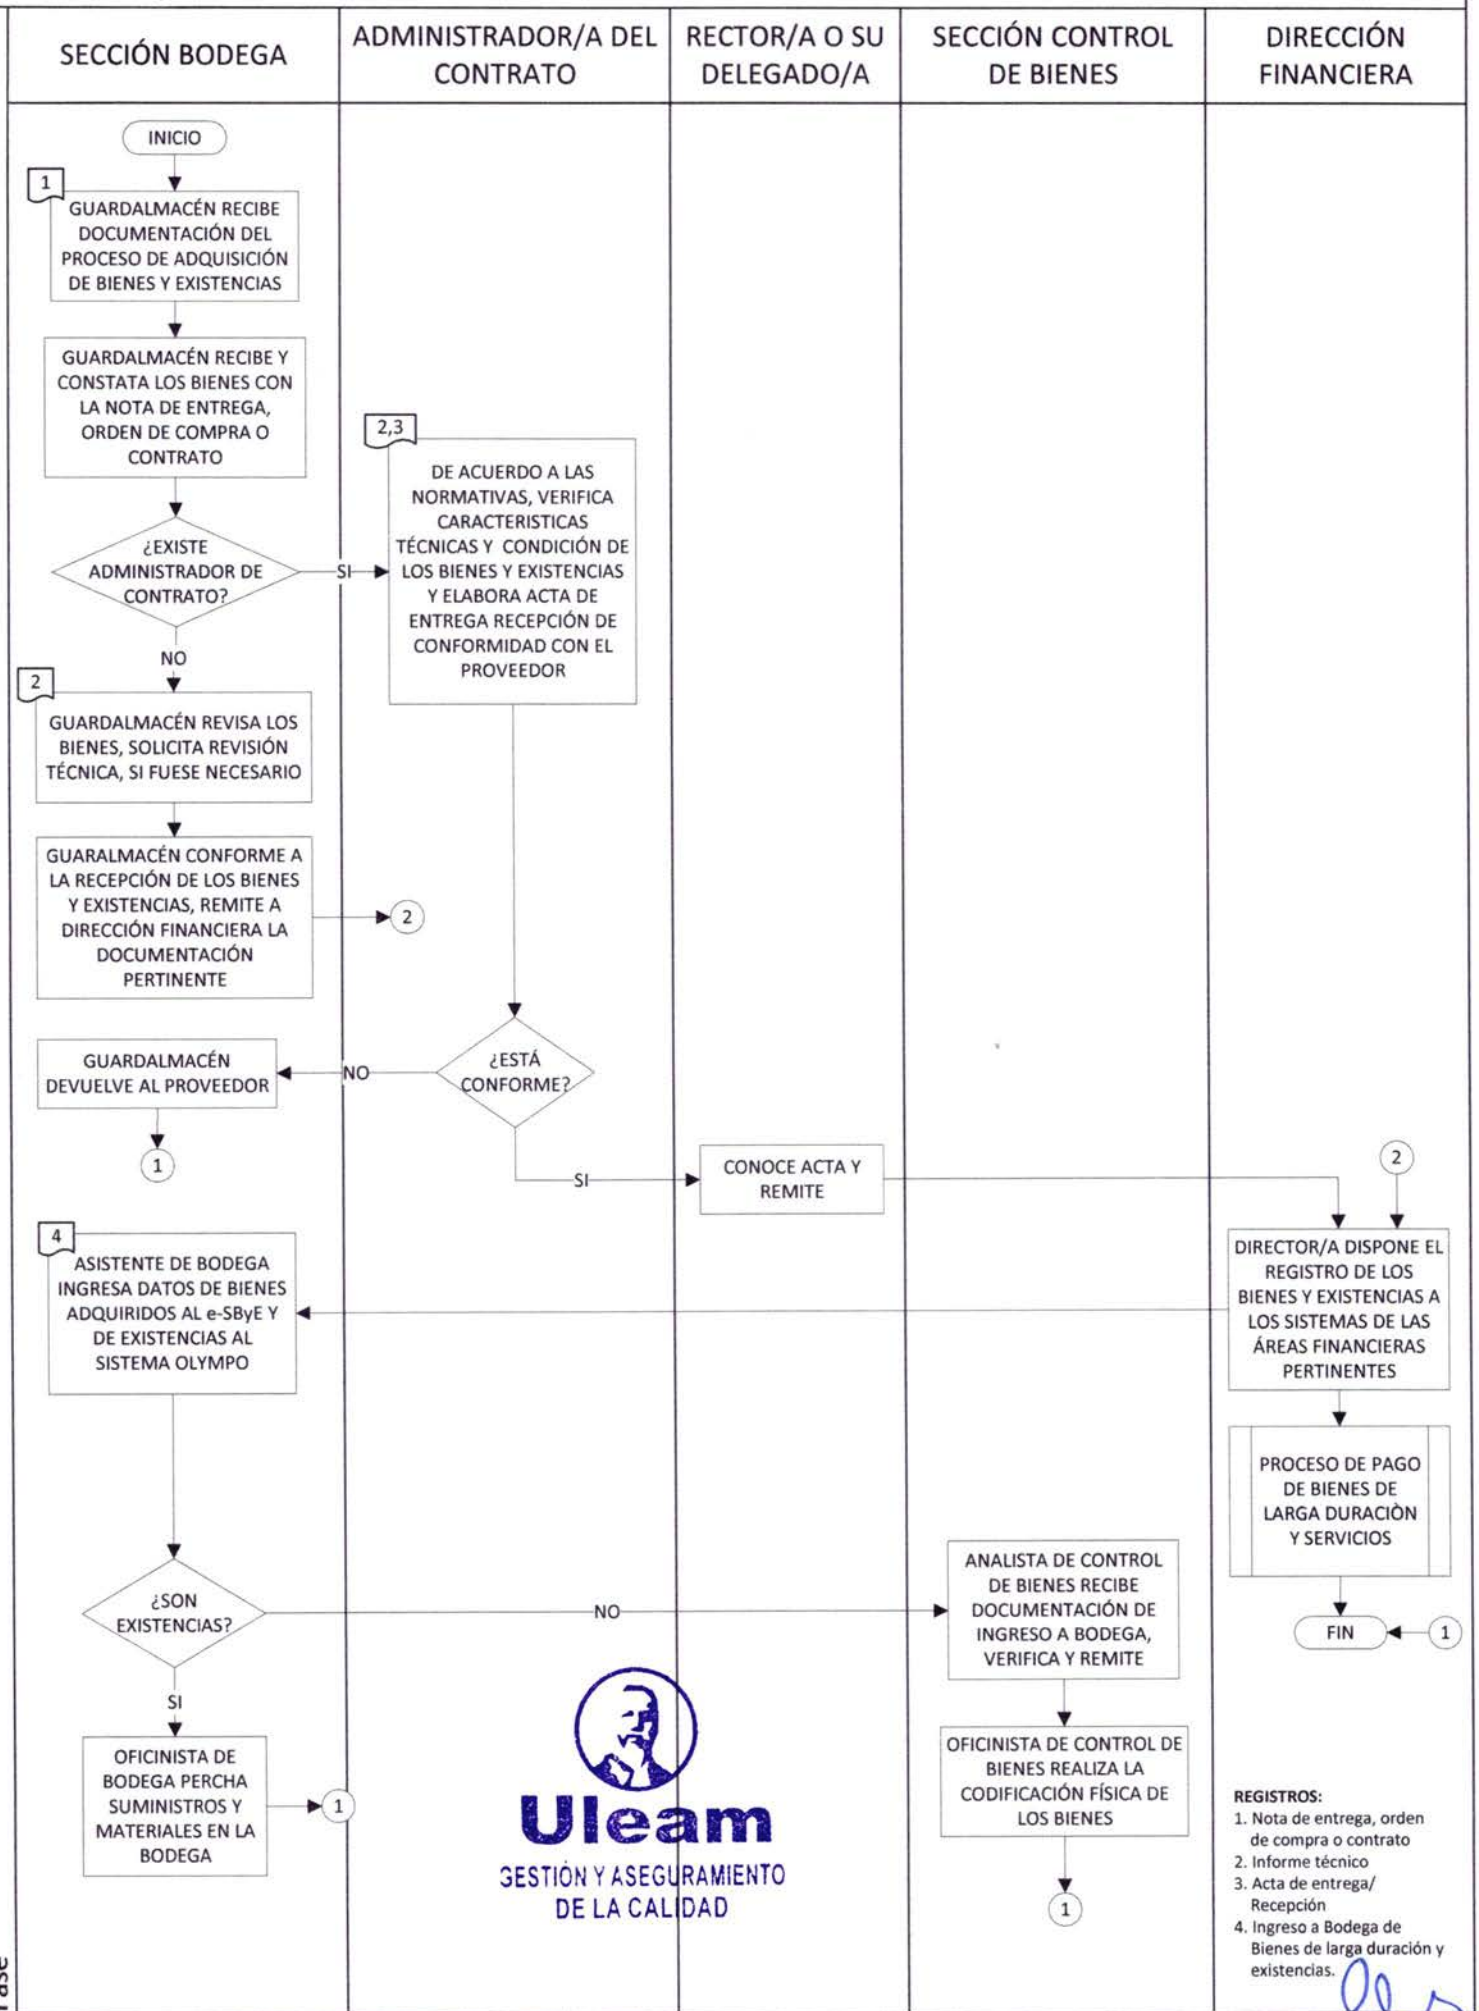 SECCIÓN BODEGA
ADMINISTRADOR/A DEL
CONTRATO
RECTOR/A O SU
DELEGADO/A
SECCIÓN CONTROL
DE BIENES
DIRECCIÓN
FINANCIERA
INICIO
1
GUARDALMACÉN RECIBE
DOCUMENTACIÓN DEL
PROCESO DE ADQUISICIÓN
DE BIENES Y EXISTENCIAS
GUARDALMACÉN RECIBE Y
CONSTATA LOS BIENES CON
LA NOTA DE ENTREGA,
ORDEN DE COMPRA O
CONTRATO
¿EXISTE
ADMINISTRADOR DE
CONTRATO?
SI
2,3
DE ACUERDO A LAS
NORMATIVAS, VERIFICA
CARACTERISTICAS
TÉCNICAS Y CONDICIÓN DE
LOS BIENES Y EXISTENCIAS
Y ELABORA ACTA DE
ENTREGA RECEPCIÓN DE
CONFORMIDAD CON EL
PROVEEDOR
NO
2
GUARDALMACÉN REVISA LOS
BIENES, SOLICITA REVISIÓN
TÉCNICA, SI FUESE NECESARIO
GUARALMACÉN CONFORME A
LA RECEPCIÓN DE LOS BIENES
Y EXISTENCIAS, REMITE A
DIRECCIÓN FINANCIERA LA
DOCUMENTACIÓN
PERTINENTE
2
¿ESTÁ
CONFORME?
NO
GUARDALMACÉN
DEVUELVE AL PROVEEDOR
1
SI
CONOCE ACTA Y
REMITE
2
DIRECTOR/A DISPONE EL
REGISTRO DE LOS
BIENES Y EXISTENCIAS A
LOS SISTEMAS DE LAS
ÁREAS FINANCIERAS
PERTINENTES
4
ASISTENTE DE BODEGA
INGRESA DATOS DE BIENES
ADQUIRIDOS AL e-SByE Y
DE EXISTENCIAS AL
SISTEMA OLYMPO
PROCESO DE PAGO
DE BIENES DE
LARGA DURACIÒN
Y SERVICIOS
FIN
1
¿SON
EXISTENCIAS?
NO
ANALISTA DE CONTROL
DE BIENES RECIBE
DOCUMENTACIÓN DE
INGRESO A BODEGA,
VERIFICA Y REMITE
SI
OFICINISTA DE
BODEGA PERCHA
SUMINISTROS Y
MATERIALES EN LA
BODEGA
1
OFICINISTA DE CONTROL DE
BIENES REALIZA LA
CODIFICACIÓN FÍSICA DE
LOS BIENES
1
Uleam
GESTIÓN Y ASEGURAMIENTO
DE LA CALIDAD
REGISTROS:
1. Nota de entrega, orden
de compra o contrato
2. Informe técnico
3. Acta de entrega/
Recepción
4. Ingreso a Bodega de
Bienes de larga duración y
existencias.